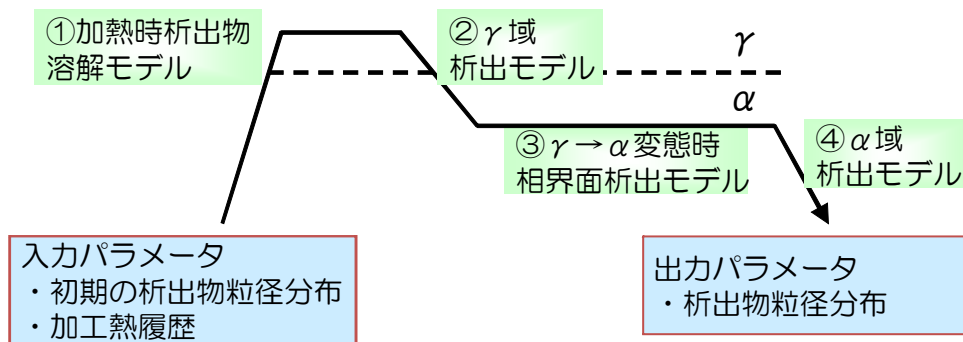 ①加熱時析出物
溶解モデル
②γ域
析出モデル
γ
α
③γ→α変態時
相界面析出モデル
④α域
析出モデル
入力パラメータ
・初期の析出物粒径分布
・加工熱履歴
出力パラメータ
・析出物粒径分布